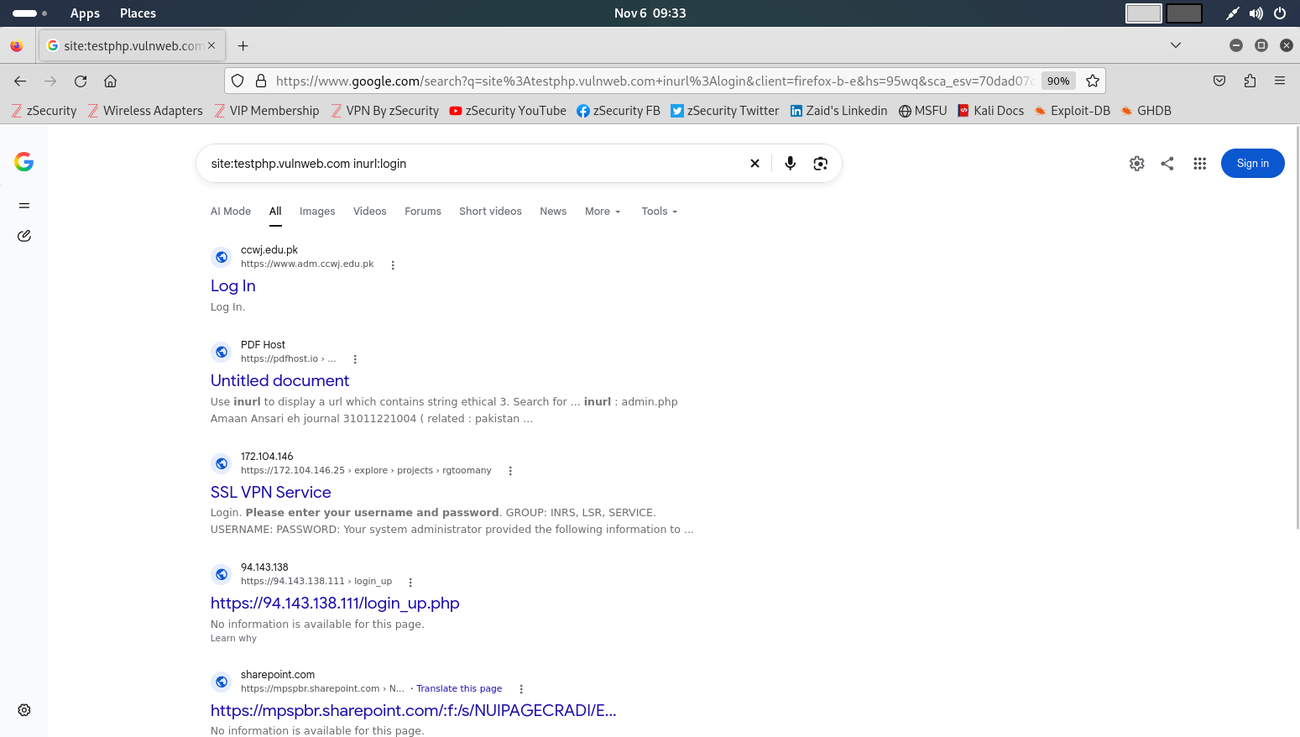 Apps Places Nov 6 09:33
site:testphp.vulnweb.com
https://www.google.com/search?q=site%3Atestphp.vulnweb.com+inurl%3Alogin&client=firefox-b-e&hs=95wq&sca_esv=70dad07 90%
zSecurity Wireless Adapters VIP Membership VPN By zSecurity zSecurity YouTube zSecurity FB zSecurity Twitter Zaid's Linkedin MSFU Kali Docs Exploit-DB GHDB
site:testphp.vulnweb.com inurl:login
Sign in
AI Mode All Images Videos Forums Short videos News More Tools
ccwj.edu.pk
https://www.adm.ccwj.edu.pk
Log In
Log In.
PDF Host
https://pdfhost.io › ...
Untitled document
Use inurl to display a url which contains string ethical 3. Search for ... inurl : admin.php
Amaan Ansari eh journal 31011221004 ( related : pakistan ...
172.104.146
https://172.104.146.25 › explore › projects › rgtoomany
SSL VPN Service
Login. Please enter your username and password. GROUP: INRS, LSR, SERVICE.
USERNAME: PASSWORD: Your system administrator provided the following information to ...
94.143.138
https://94.143.138.111 › login_up
https://94.143.138.111/login_up.php
No information is available for this page.
Learn why
sharepoint.com
https://mpspbr.sharepoint.com › N... · Translate this page
https://mpspbr.sharepoint.com/:f:/s/NUIPAGECRADI/E...
No information is available for this page.